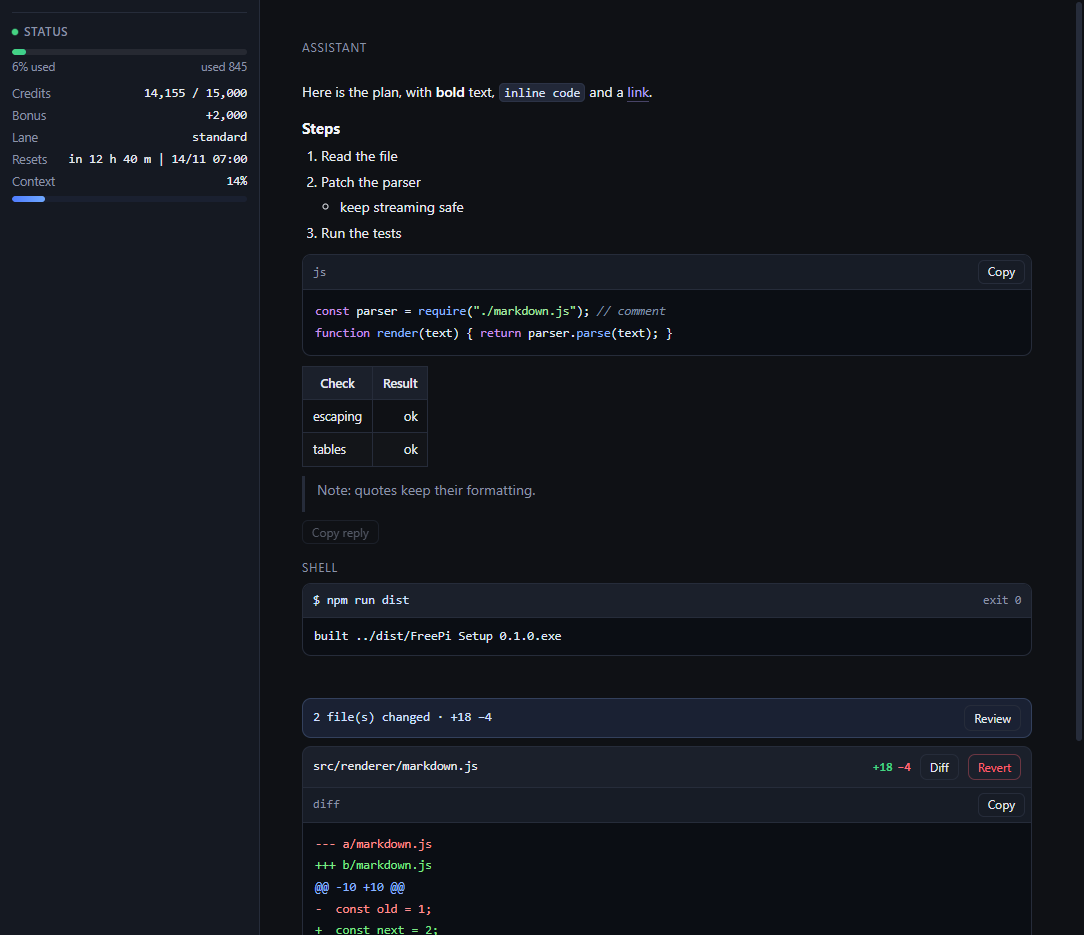 STATUS
6% used used 845
Credits 14,155 / 15,000
Bonus +2,000
Lane standard
Resets in 12 h 40 m | 14/11 07:00
Context 14%
ASSISTANT
Here is the plan, with bold text, inline code and a link.
Steps
1. Read the file
2. Patch the parser
keep streaming safe
3. Run the tests
js Copy
const parser = require("./markdown.js"); // comment
function render(text) { return parser.parse(text); }
Check Result
escaping ok
tables ok
Note: quotes keep their formatting.
Copy reply
SHELL
$ npm run dist exit 0
built ../dist/FreePi Setup 0.1.0.exe
2 file(s) changed · +18 −4 Review
src/renderer/markdown.js +18 −4 Diff Revert
diff Copy
--- a/markdown.js
+++ b/markdown.js
@@ -10 +10 @@
- const old = 1;
+ const next = 2;